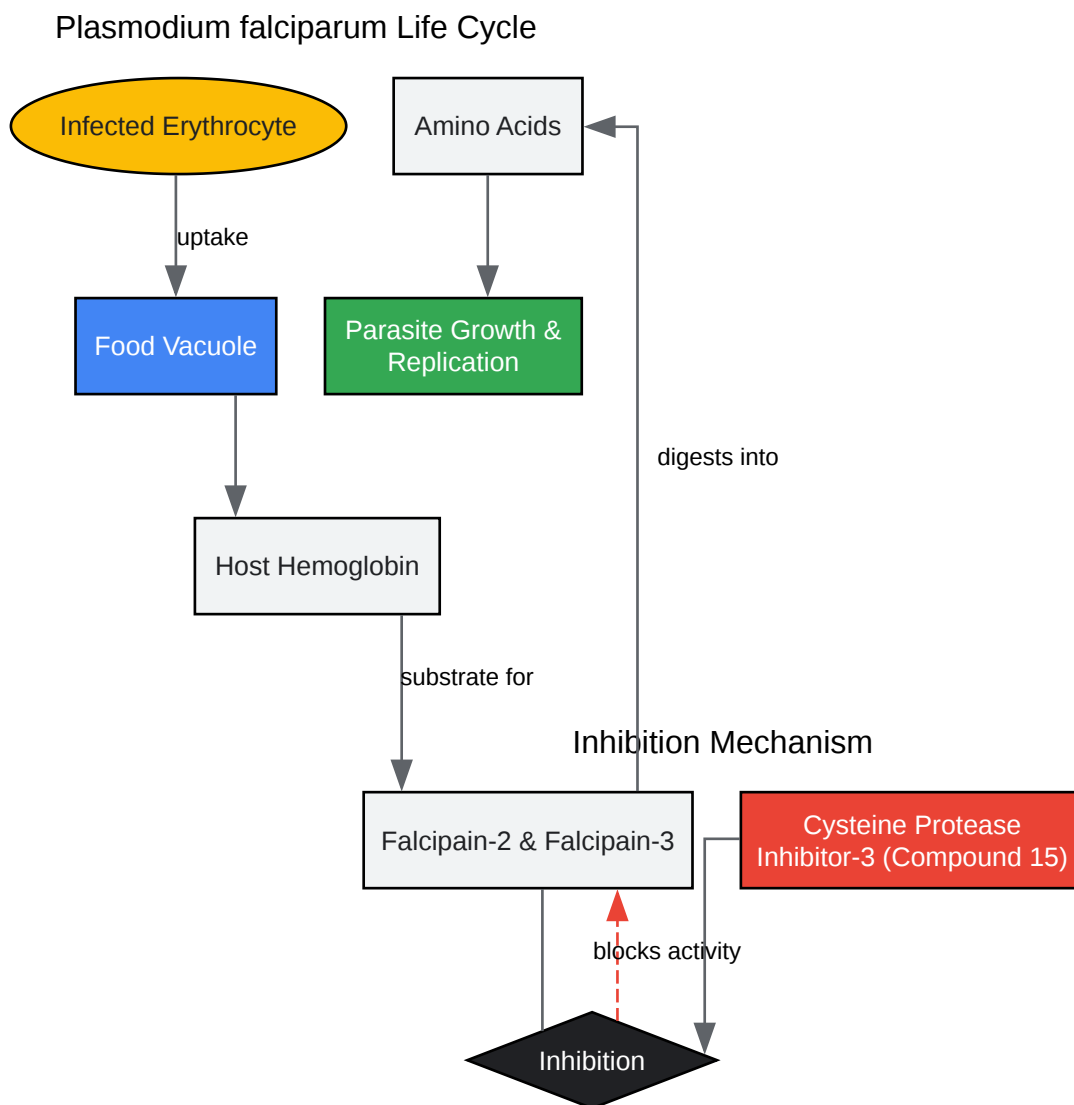 Plasmodium falciparum Life Cycle
Infected Erythrocyte
Amino Acids
uptake
Food Vacuole
Parasite Growth &
Replication
digests into
Host Hemoglobin
substrate for
Inhibition Mechanism
Falcipain-2 & Falcipain-3
Cysteine Protease
Inhibitor-3 (Compound 15)
blocks activity
Inhibition